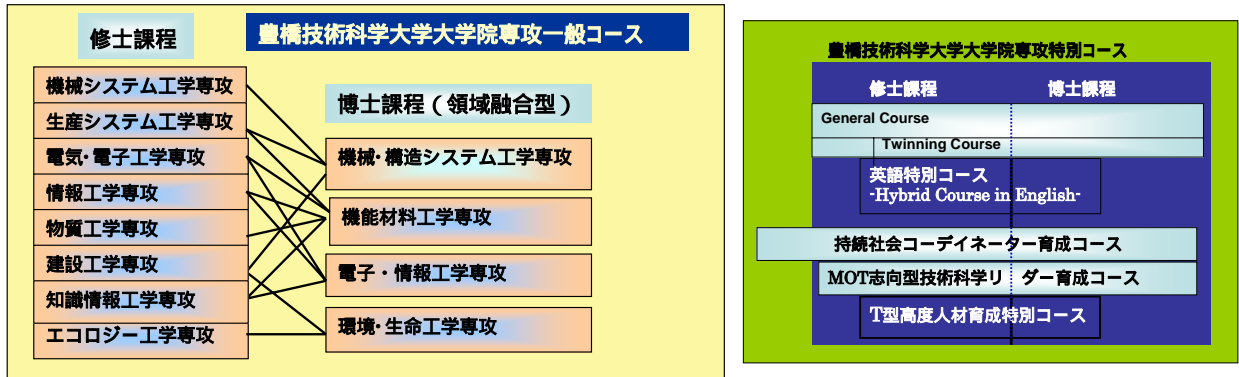 修士課程
豊橋技術科学大学大学院専攻一般コース
機械システム工学専攻
生産システム工学専攻
電気・電子工学専攻
情報工学専攻
物質工学専攻
建設工学専攻
知識情報工学専攻
エコロジー工学専攻
博士課程(領域融合型)
機械・構造システム工学専攻
機能材料工学専攻
電子・情報工学専攻
環境・生命工学専攻
豊橋技術科学大学大学院専攻特別コース
修士課程 博士課程
General Course
Twinning Course
英語特別コース
-Hybrid Course in English-
持続社会コーデイネーター育成コース
MOT志向型技術科学リ ダー育成コース
T型高度人材育成特別コース